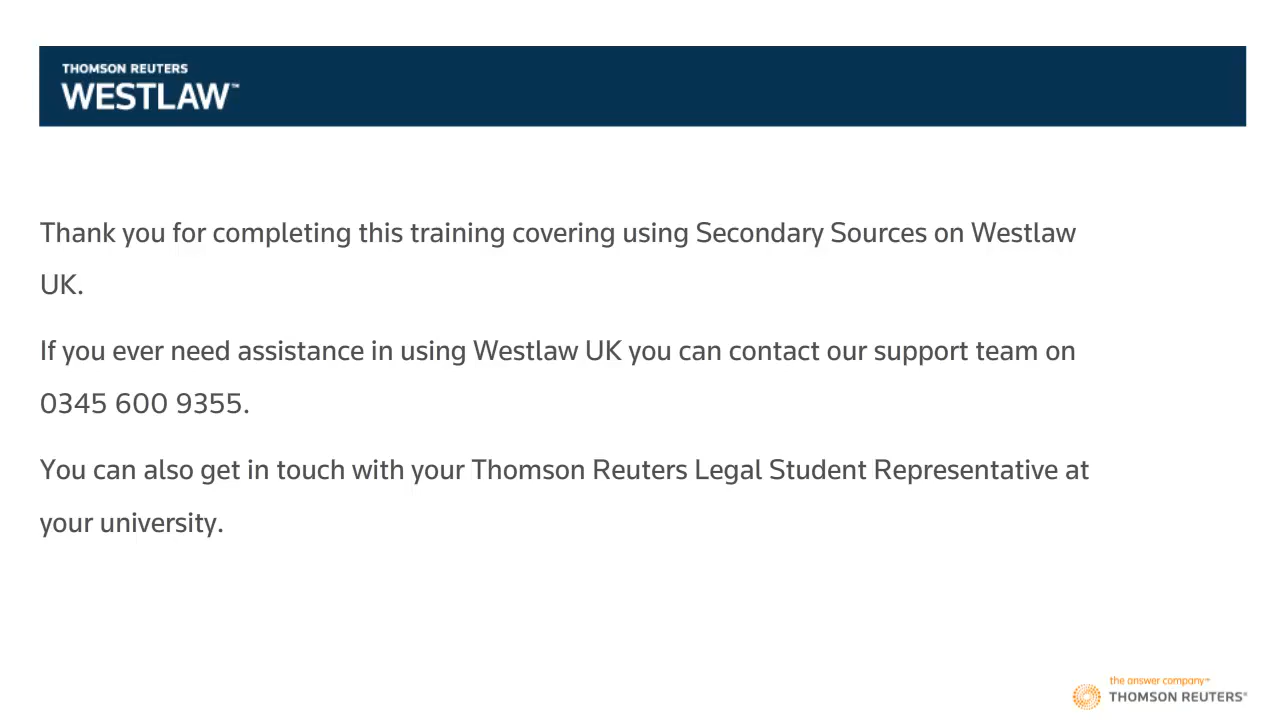 THOMSON REUTERS
WESTLAW™
Thank you for completing this training covering using Secondary Sources on Westlaw
UK.
If you ever need assistance in using Westlaw UK you can contact our support team on
0345 600 9355.
You can also get in touch with your Thomson Reuters Legal Student Representative at
your university.
the answer company™
THOMSON REUTERS®